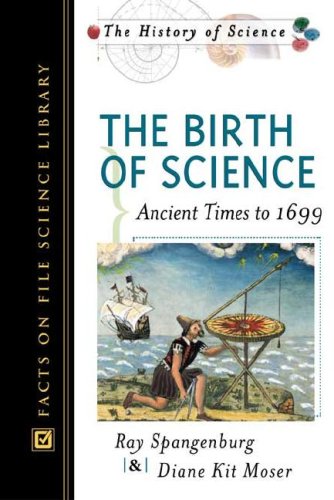 The History of Science
THE BIRTH
OF SCIENCE
Ancient Times to 1699
Ray Spangenburg
|&| Diane Kit Moser
FACTS ON FILE SCIENCE LIBRARY